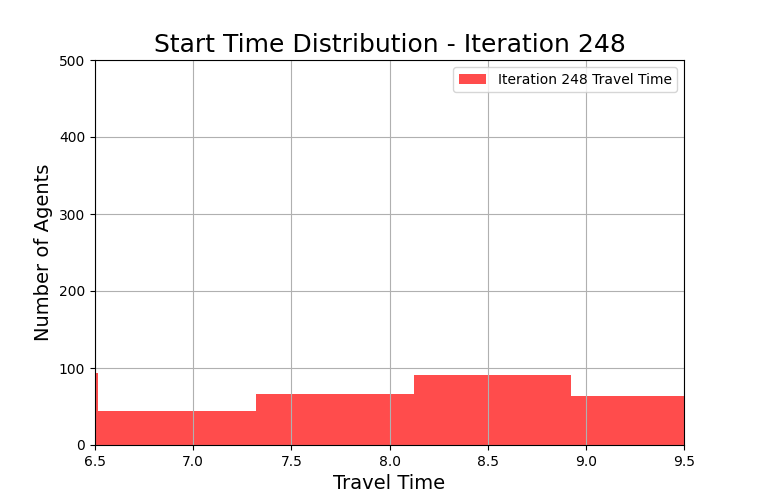 Start Time Distribution - Iteration 248
Iteration 248 Travel Time
Number of Agents
500
400
300
200
100
0
6.5 7.0 7.5 8.0 8.5 9.0 9.5
Travel Time